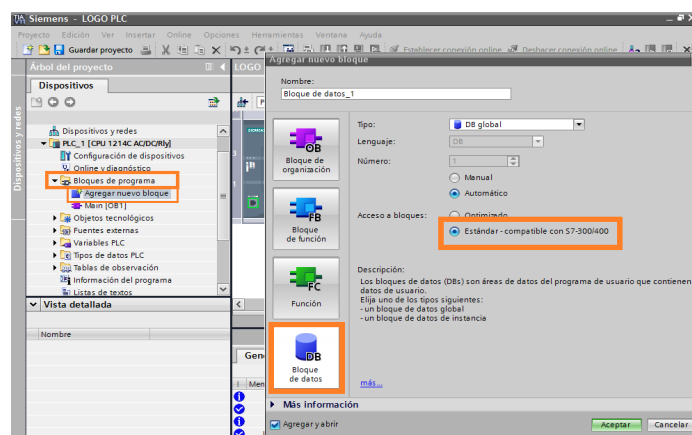 Siemens - LOGO PLC
Proyecto Edición Ver Insertar Online Opciones Herramientas Ventana Ayuda
Guardar proyecto Establecer conexión online Deshacer conexión online
Árbol del proyecto
LOGO
Agregar nuevo bloque
Dispositivos
Nombre:
Bloque de datos_1
Dispositivos y redes
Dispositivos y redes
PLC_1 [CPU 1214C AC/DC/Rly]
Configuración de dispositivos
Online y diagnóstico
Bloques de programa
Agregar nuevo bloque
Main [OB1]
Objetos tecnológicos
Fuentes externas
Variables PLC
Tipos de datos PLC
Tablas de observación
Información del programa
Listas de textos
Vista detallada
Nombre
Gen
Men
OB
Bloque de
organización
FB
Bloque
de función
FC
Función
DB
Bloque
de datos
Tipo: DB global
Lenguaje: DB
Número: 1
Manual
Automático
Acceso a bloques: Optimizado
Estándar - compatible con S7-300/400
Descripción:
Los bloques de datos (DBs) son áreas de datos del programa de usuario que contienen
datos de usuario.
Elija uno de los tipos siguientes:
- un bloque de datos global
- un bloque de datos de instancia
más...
Más información
Agregar y abrir
Aceptar Cancelar